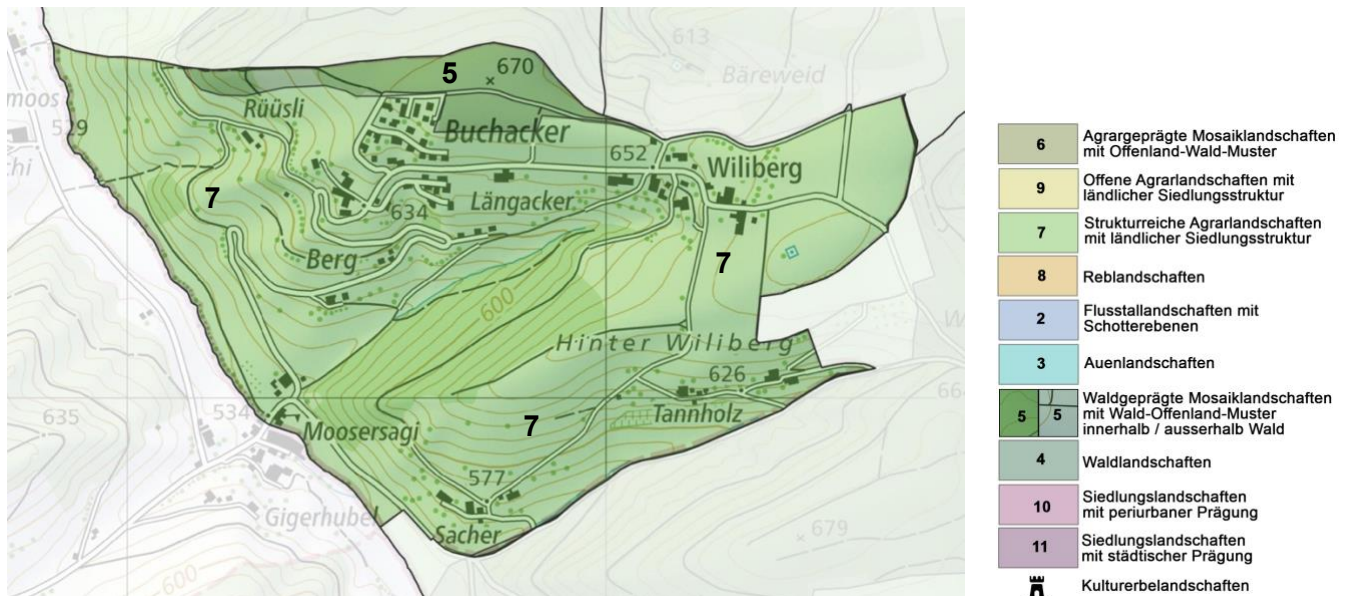 613
5
670
Bäreweid
moos
Rüüsli
529
Buchacker
652
Wiliberg
chi
7
Längacker
634
Berg
7
600
Hinter Wiliberg
626
635
534
Tannholz
Moosersagi
7
577
Gigerhubel
679
Sacher
600
6 Agrargeprägte Mosaiklandschaften
mit Offenland-Wald-Muster
9 Offene Agrarlandschaften mit
ländlicher Siedlungsstruktur
7 Strukturreiche Agrarlandschaften
mit ländlicher Siedlungsstruktur
8 Reblandschaften
2 Flusstallandschaften mit
Schotterebenen
3 Auenlandschaften
5 5 Waldgeprägte Mosaiklandschaften
mit Wald-Offenland-Muster
innerhalb / ausserhalb Wald
4 Waldlandschaften
10 Siedlungslandschaften
mit periurbaner Prägung
11 Siedlungslandschaften
mit städtischer Prägung
Kulturerbelandschaften